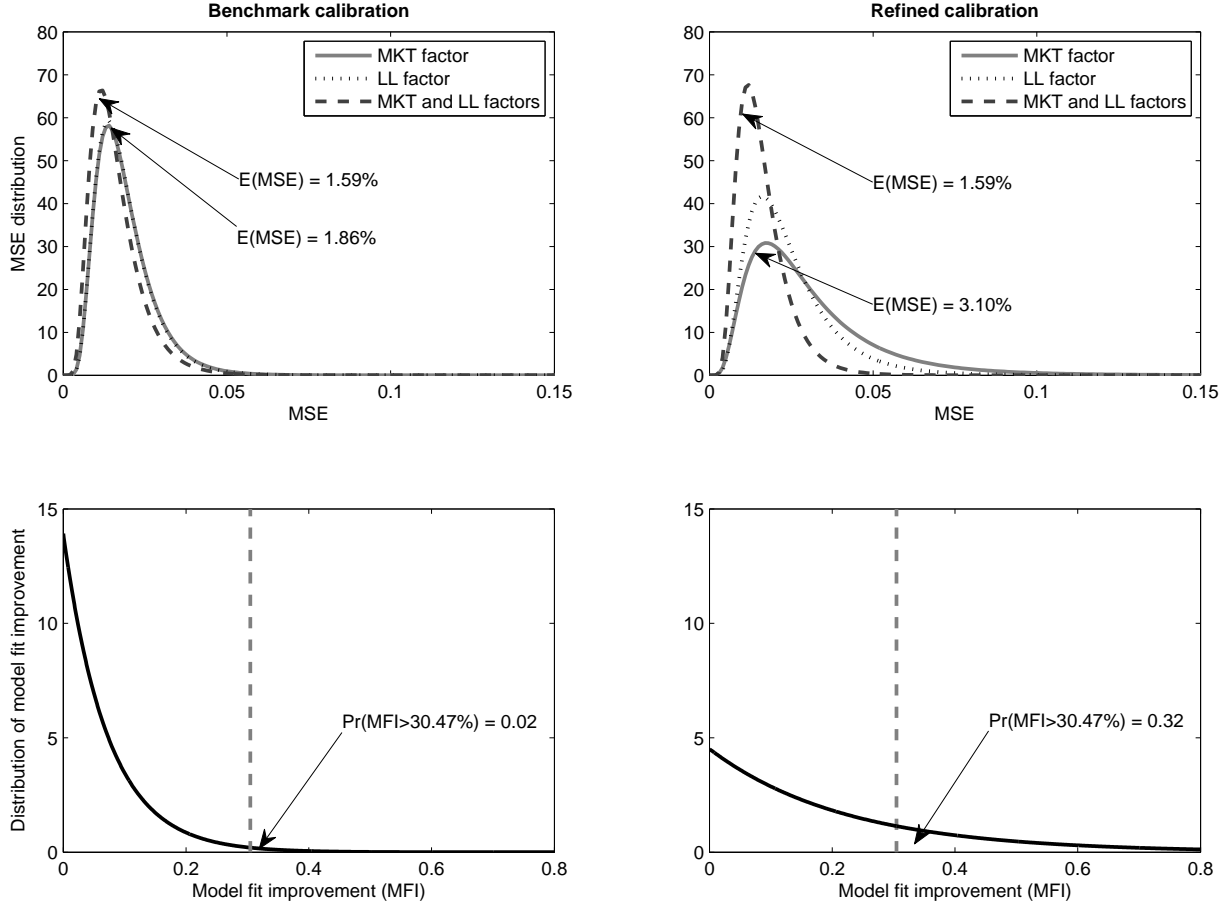 Benchmark calibration
80
70
60
50
40
30
20
10
0
MSE distribution
MKT factor
LL factor
MKT and LL factors
E(MSE) = 1.59%
E(MSE) = 1.86%
0 0.05 0.1 0.15
MSE
Refined calibration
80
70
60
50
40
30
20
10
0
MKT factor
LL factor
MKT and LL factors
E(MSE) = 1.59%
E(MSE) = 3.10%
0 0.05 0.1 0.15
MSE
15
10
5
0
Distribution of model fit improvement
Pr(MFI>30.47%) = 0.02
0 0.2 0.4 0.6 0.8
Model fit improvement (MFI)
15
10
5
0
Pr(MFI>30.47%) = 0.32
0 0.2 0.4 0.6 0.8
Model fit improvement (MFI)